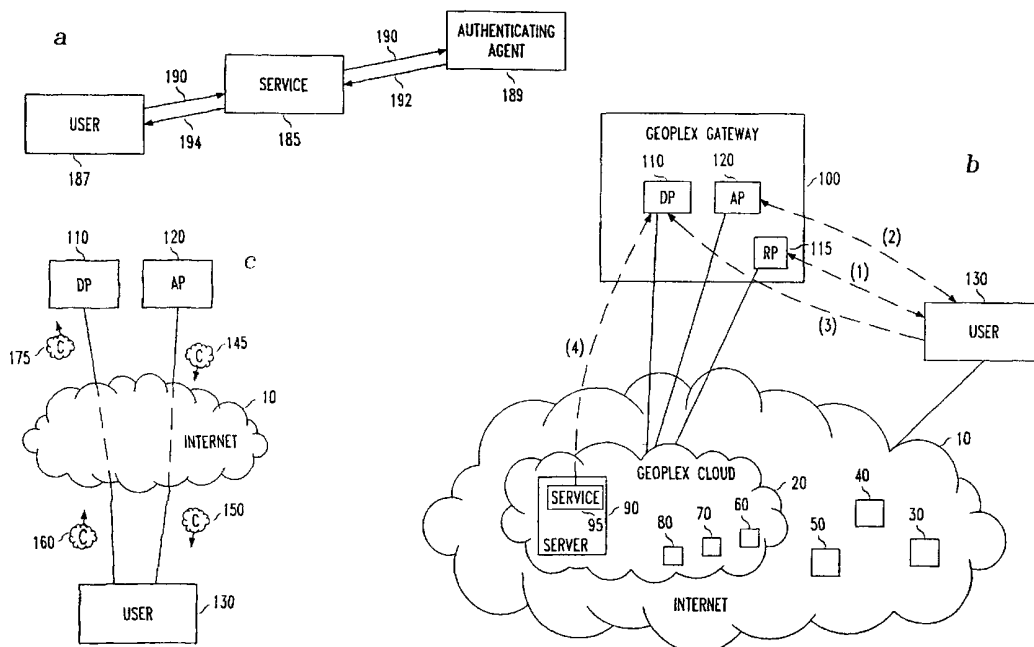 a
190
190
AUTHENTICATING
AGENT
SERVICE
192
189
USER
194
185
187
GEOPLEX GATEWAY
b
110
120
100
DP
AP
RP
115
(2)
(1)
130
(3)
USER
(4)
10
GEOPLEX CLOUD
20
SERVICE
90
95
SERVER
80
70
60
50
40
30
INTERNET
110
120
c
DP
AP
175
C
C
145
10
INTERNET
160
C
C
150
USER
130